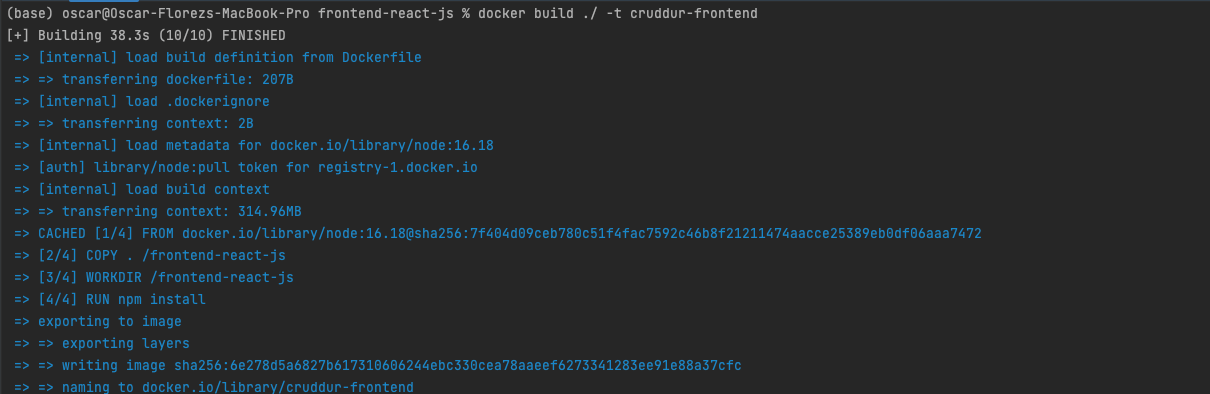 (base) oscar@Oscar-Florezs-MacBook-Pro frontend-react-js % docker build ./ -t cruddur-frontend
[+] Building 38.3s (10/10) FINISHED
=> [internal] load build definition from Dockerfile
=> => transferring dockerfile: 207B
=> [internal] load .dockerignore
=> => transferring context: 2B
=> [internal] load metadata for docker.io/library/node:16.18
=> [auth] library/node:pull token for registry-1.docker.io
=> [internal] load build context
=> => transferring context: 314.96MB
=> CACHED [1/4] FROM docker.io/library/node:16.18@sha256:7f404d09ceb780c51f4fac7592c46b8f21211474aacce25389eb0df06aaa7472
=> [2/4] COPY . /frontend-react-js
=> [3/4] WORKDIR /frontend-react-js
=> [4/4] RUN npm install
=> exporting to image
=> => exporting layers
=> => writing image sha256:6e278d5a6827b617310606244ebc330cea78aaeef6273341283ee91e88a37cfc
=> => naming to docker.io/library/cruddur-frontend